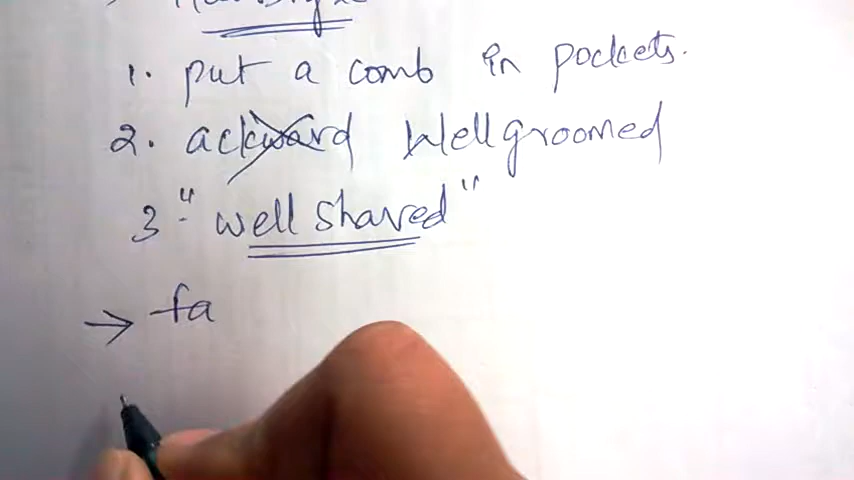 1. put a comb in pockets.
2. ackward Wellgroomed
3 "well shaved"
→ fa